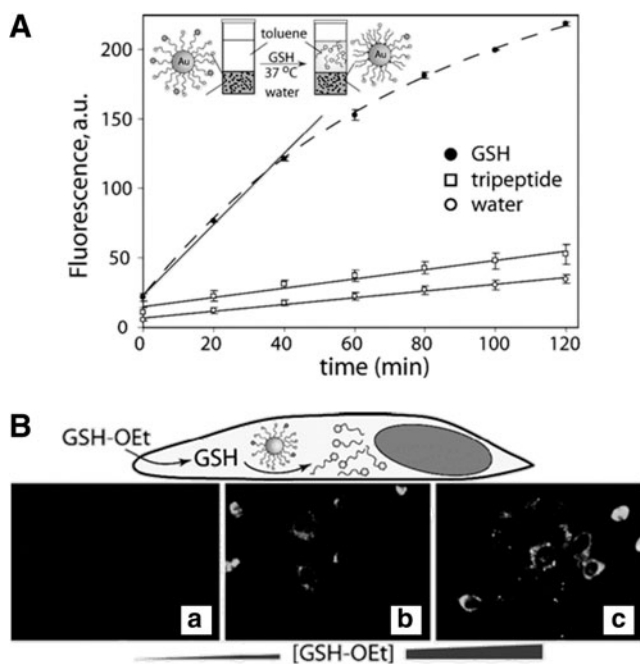 A
Fluorescence, a.u.
200
150
100
50
0
0 20 40 60 80 100 120
time (min)
Au
toluene
GSH
37 °C
water
Au
GSH
tripeptide
water
B
GSH-OEt
GSH
a
b
c
[GSH-OEt]